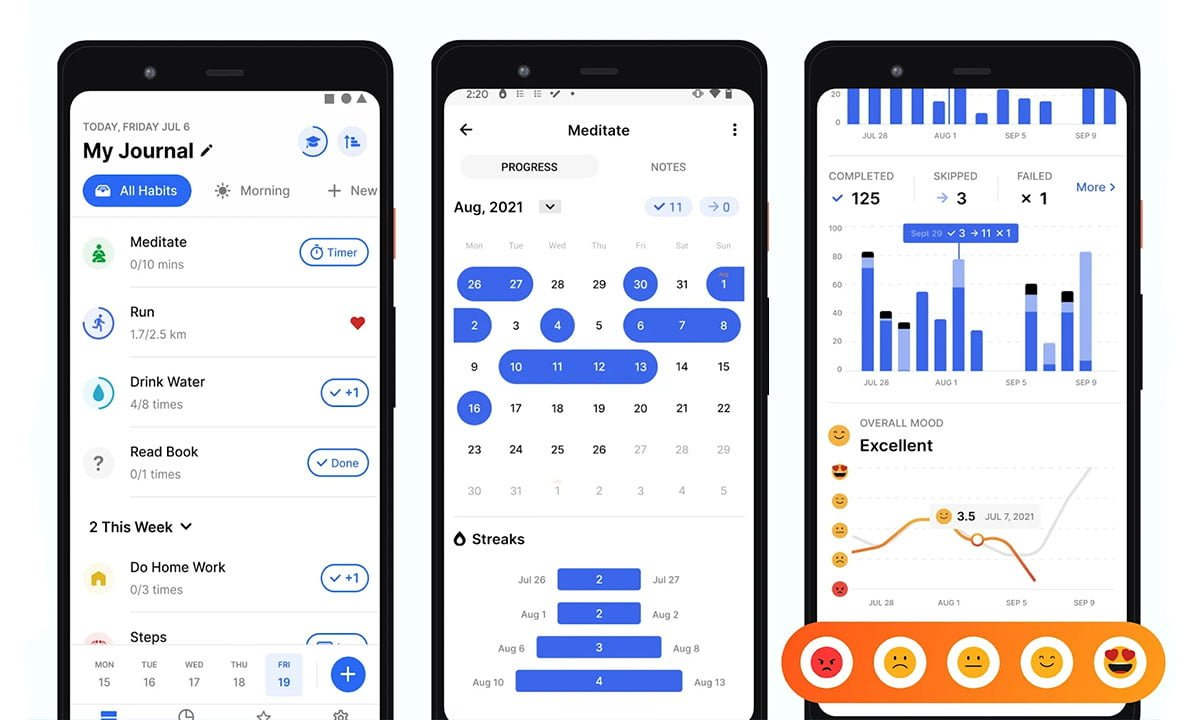 TODAY, FRIDAY JUL 6
My Journal
All Habits Morning + New
Meditate
0/10 mins
Timer
Run
1.7/2.5 km
Drink Water
4/8 times
+1
Read Book
0/1 times
Done
?
2 This Week
Do Home Work
0/3 times
+1
Steps
MON TUE WED THU FRI
15 16 17 18 19
+
2:20
Meditate
PROGRESS NOTES
Aug, 2021 11 0
Mon Tue Wed Thu Fri Sat Sun
Aug
26 27 28 29 30 31 1
2 3 4 5 6 7 8
9 10 11 12 13 14 15
16 17 18 19 20 21 22
23 24 25 26 27 28 29
30 31 1 2 3 4 5
Streaks
Jul 26 2 Jul 27
Aug 1 2 Aug 2
Aug 6 3 Aug 8
Aug 10 4 Aug 13
20
0
JUL 28 AUG 1 SEP 5 SEP 9
COMPLETED SKIPPED FAILED
125 3 1 More >
100
Sept 29 3 11 1
80
60
40
20
0
JUL 28 AUG 1 SEP 5 SEP 9
OVERALL MOOD
Excellent
3.5 JUL 7, 2021
JUL 28 AUG 1 SEP 5 SEP 9